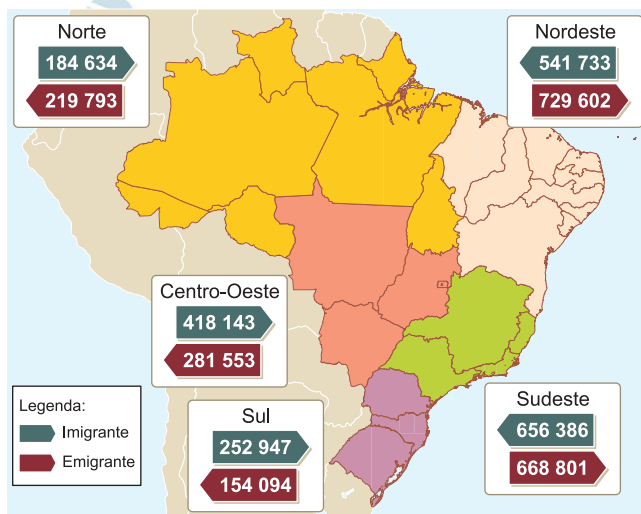 Norte
184 634
219 793
Nordeste
541 733
729 602
Centro-Oeste
418 143
281 553
Legenda:
Imigrante
Emigrante
Sul
252 947
154 094
Sudeste
656 386
668 801